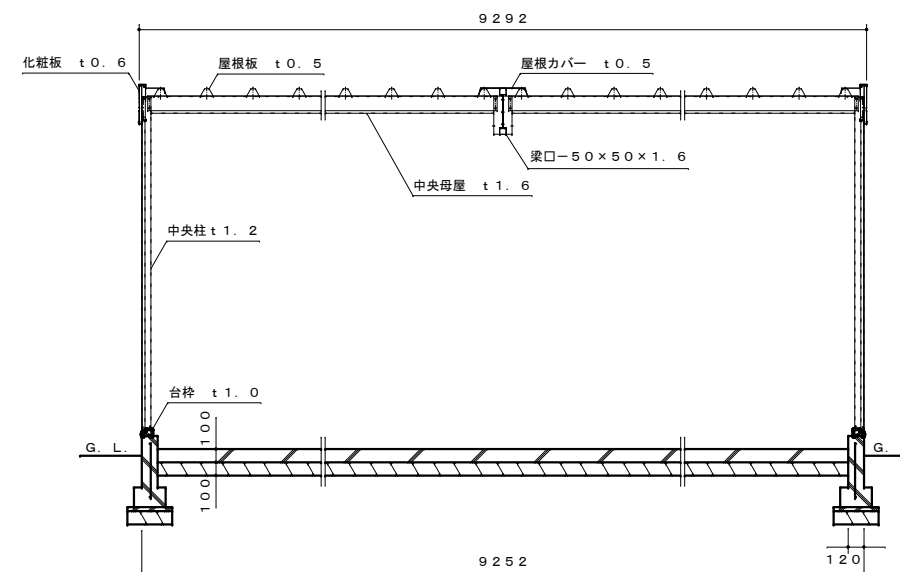 ９２９２
化粧板　ｔ０．６
屋根板　ｔ０．５
屋根カバー　ｔ０．５
梁口－５０×５０×１．６
中央母屋　ｔ１．６
中央柱ｔ１．２
台枠　ｔ１．０
１００
Ｇ．Ｌ．
Ｇ．
１００
９２５２
１２０